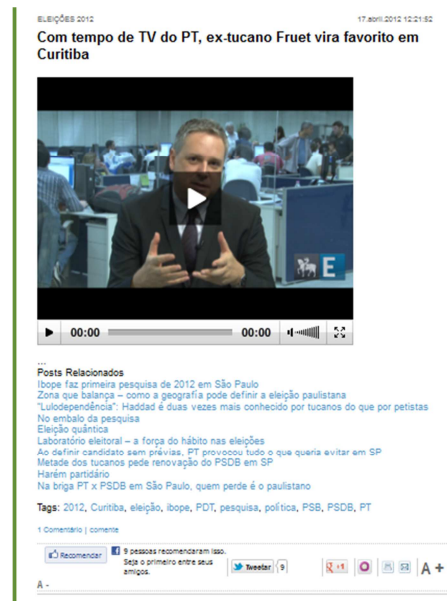 ELEIÇÕES 2012 17.abril.2012 12:21:52
Com tempo de TV do PT, ex-tucano Fruet vira favorito em
Curitiba
E
00:00 00:00
...
Posts Relacionados
Ibope faz primeira pesquisa de 2012 em São Paulo
Zona que balança – como a geografia pode definir a eleição paulistana
"Lulodependência": Haddad é duas vezes mais conhecido por tucanos do que por petistas
No embalo da pesquisa
Eleição quântica
Laboratório eleitoral – a força do hábito nas eleições
Ao definir candidato sem prévias, PT provocou tudo o que queria evitar em SP
Metade dos tucanos pede renovação do PSDB em SP
Harém partidário
Na briga PT x PSDB em São Paulo, quem perde é o paulistano
Tags: 2012, Curitiba, eleição, ibope, PDT, pesquisa, política, PSB, PSDB, PT
1 Comentário | comente
Recomendar 9 pessoas recomendaram isso.
Seja o primeiro entre seus
amigos.
Tweetar 9 +1 A +
A -